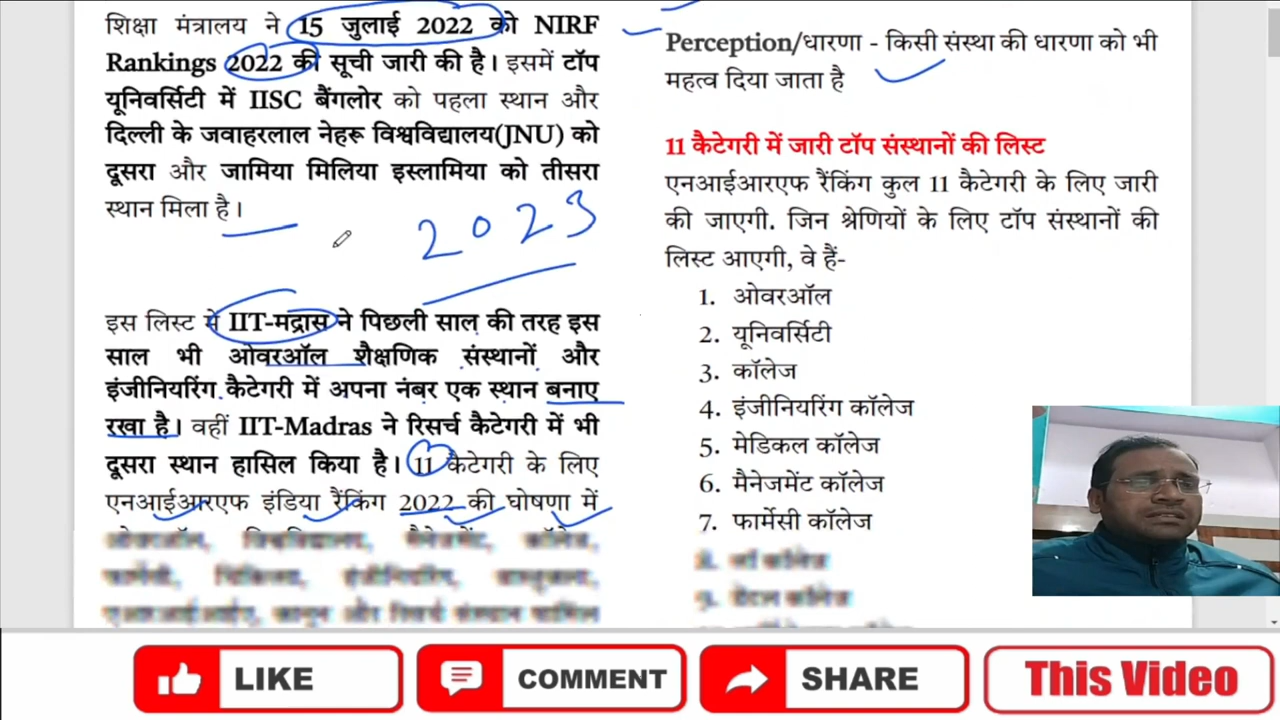 शिक्षा मंत्रालय ने 15 जुलाई 2022 को NIRF
Rankings 2022 की सूची जारी की है। इसमें टॉप
यूनिवर्सिटी में IISC बैंगलोर को पहला स्थान और
दिल्ली के जवाहरलाल नेहरू विश्वविद्यालय(JNU) को
दूसरा और जामिया मिलिया इस्लामिया को तीसरा
स्थान मिला है।
2023
इस लिस्ट में IIT-मद्रास ने पिछली साल की तरह इस
साल भी ओवरऑल शैक्षणिक संस्थानों और
इंजीनियरिंग कैटेगरी में अपना नंबर एक स्थान बनाए
रखा है। वहीं IIT-Madras ने रिसर्च कैटेगरी में भी
दूसरा स्थान हासिल किया है। 11 कैटेगरी के लिए
एनआईआरएफ इंडिया रैंकिंग 2022 की घोषणा में
Perception/धारणा - किसी संस्था की धारणा को भी
महत्व दिया जाता है
11 कैटेगरी में जारी टॉप संस्थानों की लिस्ट
एनआईआरएफ रैंकिंग कुल 11 कैटेगरी के लिए जारी
की जाएगी. जिन श्रेणियों के लिए टॉप संस्थानों की
लिस्ट आएगी, वे हैं-
1. ओवरऑल
2. यूनिवर्सिटी
3. कॉलेज
4. इंजीनियरिंग कॉलेज
5. मेडिकल कॉलेज
6. मैनेजमेंट कॉलेज
7. फार्मेसी कॉलेज
LIKE
COMMENT
SHARE
This Video